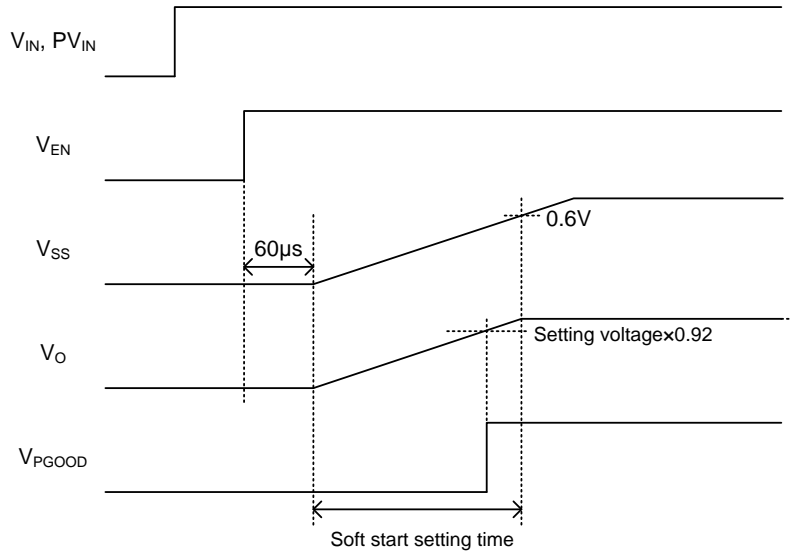 VIN, PVIN
VEN
VSS
60µs
0.6V
VO
Setting voltage×0.92
VPGOOD
Soft start setting time